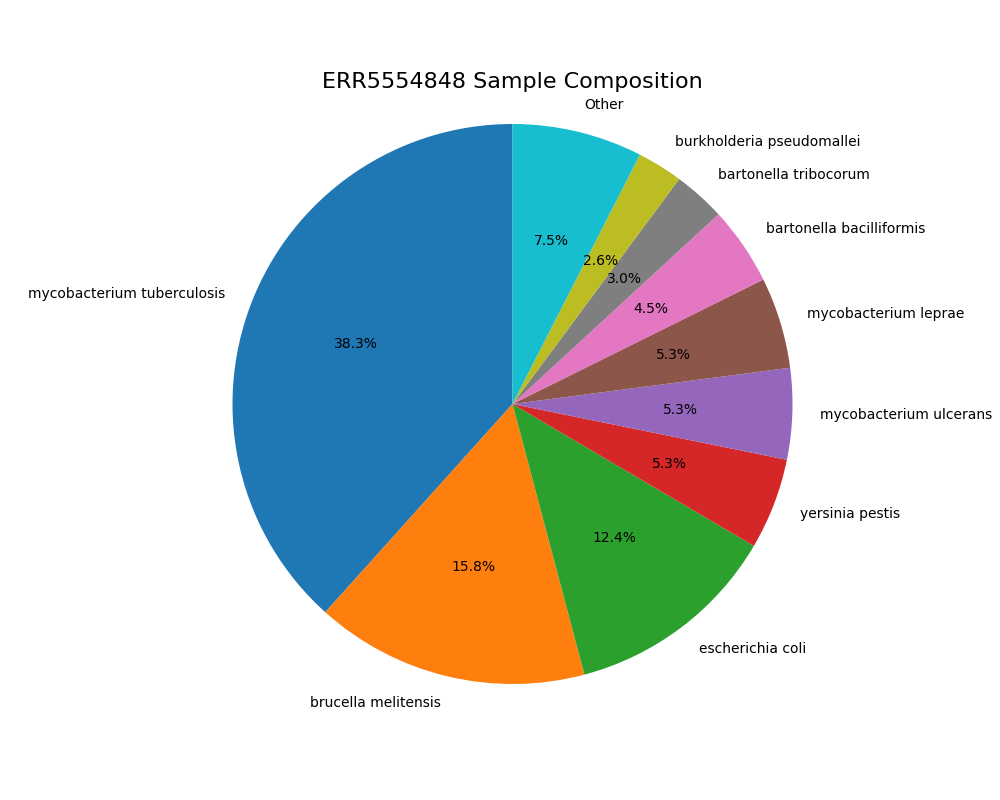 ERR5554848 Sample Composition
Other
burkholderia pseudomallei
bartonella tribocorum
bartonella bacilliformis
mycobacterium leprae
mycobacterium ulcerans
yersinia pestis
escherichia coli
brucella melitensis
mycobacterium tuberculosis
7.5%
2.6%
3.0%
4.5%
5.3%
5.3%
5.3%
12.4%
15.8%
38.3%